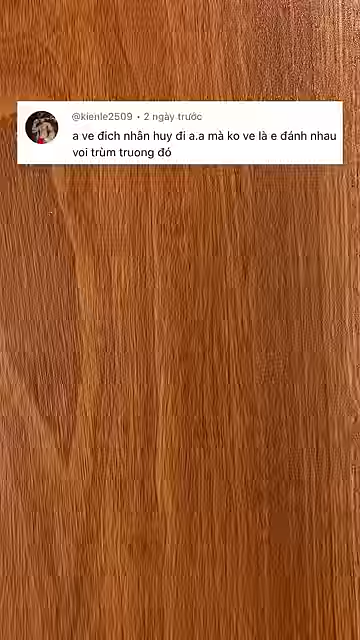 @kienle2509 • 2 ngày trước
a ve đich nhân huy đi a.a mà ko ve là e đánh nhau
voi trùm truong đó